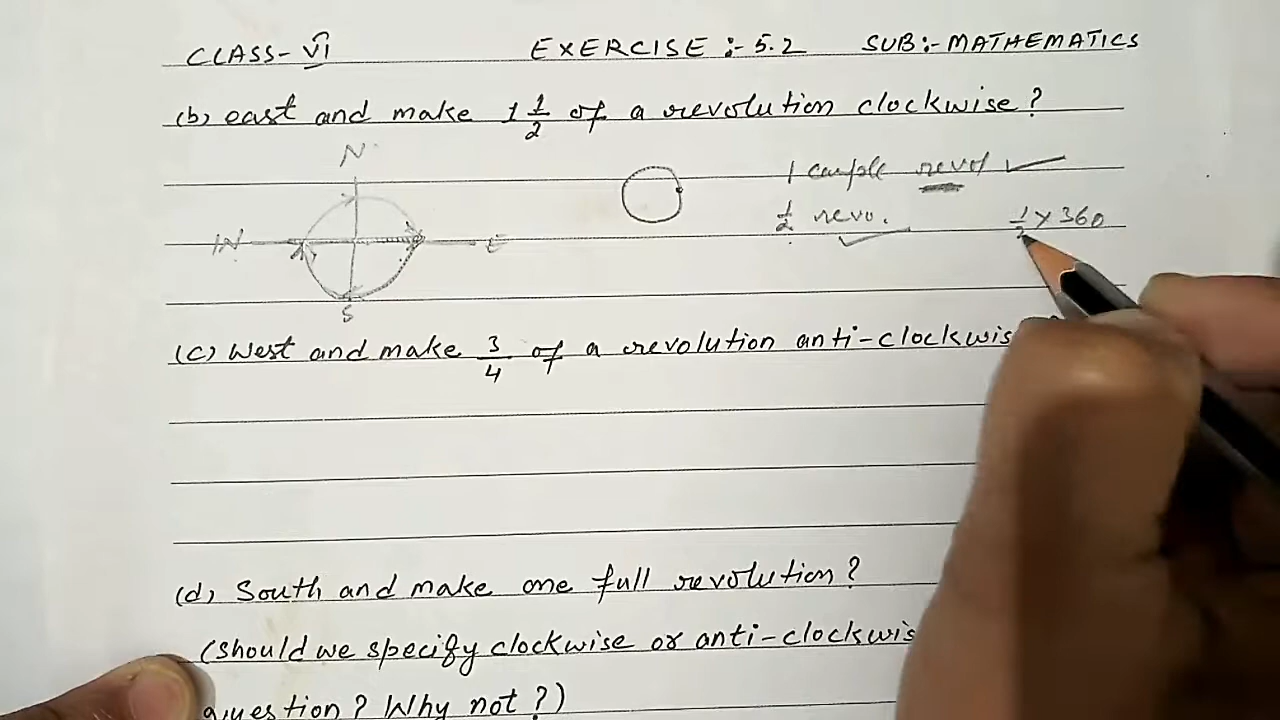 CLASS- VI EXERCISE :- 5.2 SUB:- MATHEMATICS
(b) east and make 1 1/2 of a revolution clockwise?
N
1 revol
1/2 revo. 1/2 x 360
W E
S
(c) West and make 3/4 of a revolution anti-clockwis
(d) South and make one full revolution?
(should we specify clockwise or anti-clockwis
question? Why not?)